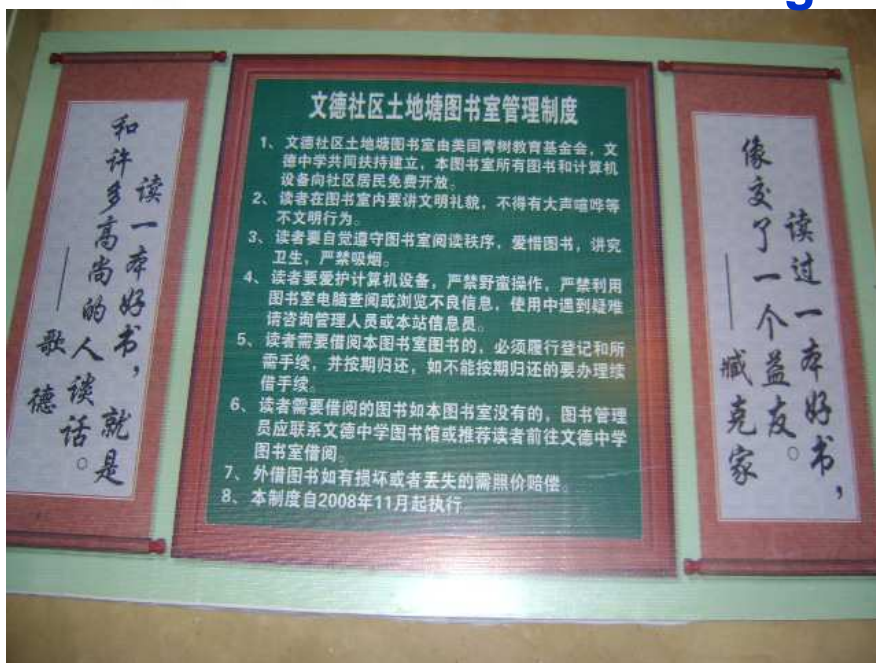 和许多高尚的人谈话。
读一本好书，就是
——歌德
文德社区土地塘图书室管理制度
1、文德社区土地塘图书室由美国青树教育基金会，文
德中学共同扶持建立，本图书室所有图书和计算机
设备向社区居民免费开放。
2、读者在图书室内要讲文明礼貌，不得有大声喧哗等
不文明行为。
3、读者要自觉遵守图书室阅读秩序，爱惜图书，讲究
卫生，严禁吸烟。
4、读者要爱护计算机设备，严禁野蛮操作，严禁利用
图书室电脑查阅或浏览不良信息，使用中遇到疑难
请咨询管理人员或本站信息员。
5、读者需要借阅本图书室图书的，必须履行登记和所
需手续，并按期归还，如不能按期归还的要办理续
借手续。
6、读者需要借阅的图书如本图书室没有的，图书管理
员应联系文德中学图书馆或推荐读者前往文德中学
图书室借阅。
7、外借图书如有损坏或者丢失的需照价赔偿。
8、本制度自2008年11月起执行
读过一本好书，
像交了一个益友。
——臧克家